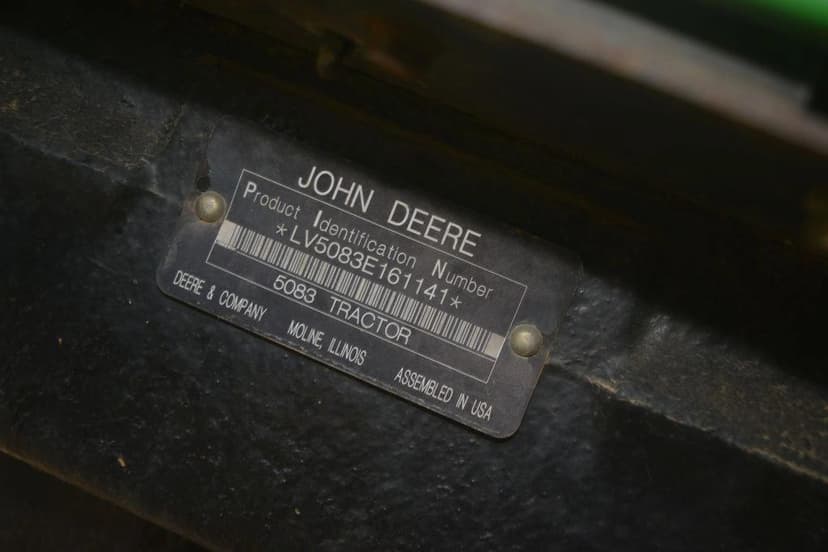 JOHN DEERE
Product Identification Number
*LV5083E161141*
5083 TRACTOR
DEERE & COMPANY MOLINE, ILLINOIS ASSEMBLED IN USA